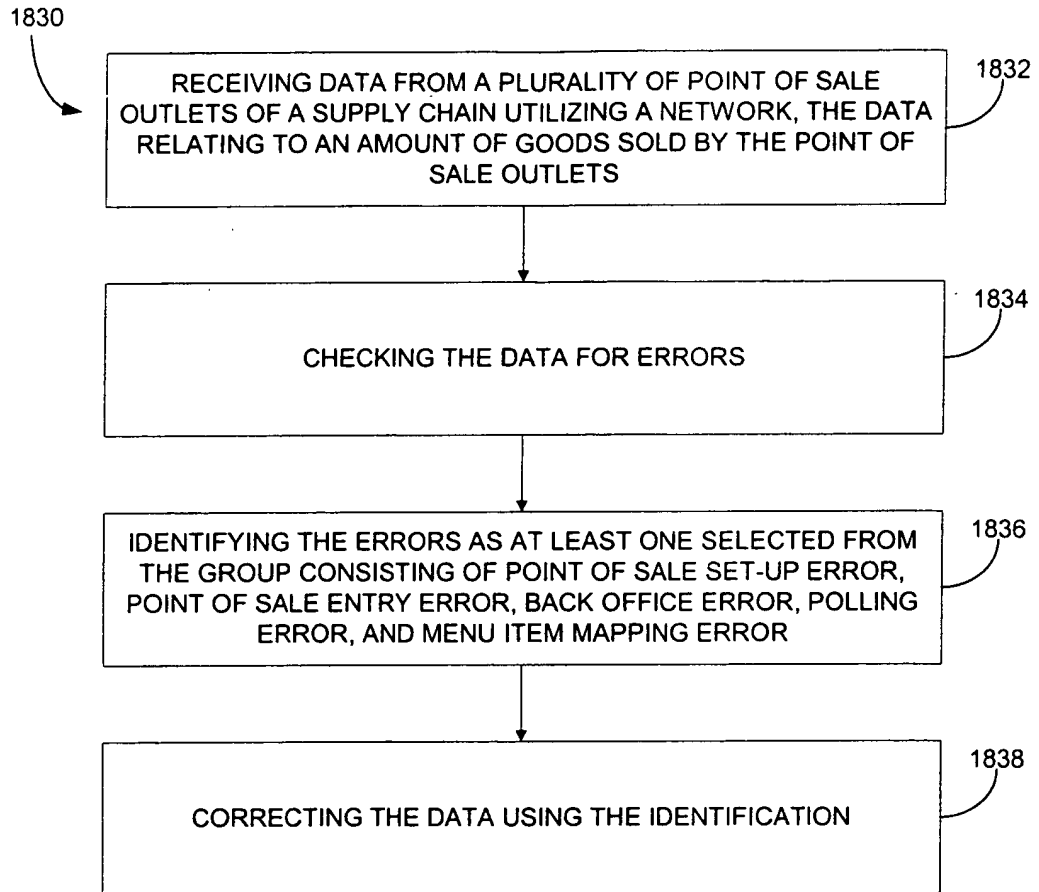 1830
RECEIVING DATA FROM A PLURALITY OF POINT OF SALE
OUTLETS OF A SUPPLY CHAIN UTILIZING A NETWORK, THE DATA
RELATING TO AN AMOUNT OF GOODS SOLD BY THE POINT OF
SALE OUTLETS
1832
CHECKING THE DATA FOR ERRORS
1834
IDENTIFYING THE ERRORS AS AT LEAST ONE SELECTED FROM
THE GROUP CONSISTING OF POINT OF SALE SET-UP ERROR,
POINT OF SALE ENTRY ERROR, BACK OFFICE ERROR, POLLING
ERROR, AND MENU ITEM MAPPING ERROR
1836
CORRECTING THE DATA USING THE IDENTIFICATION
1838